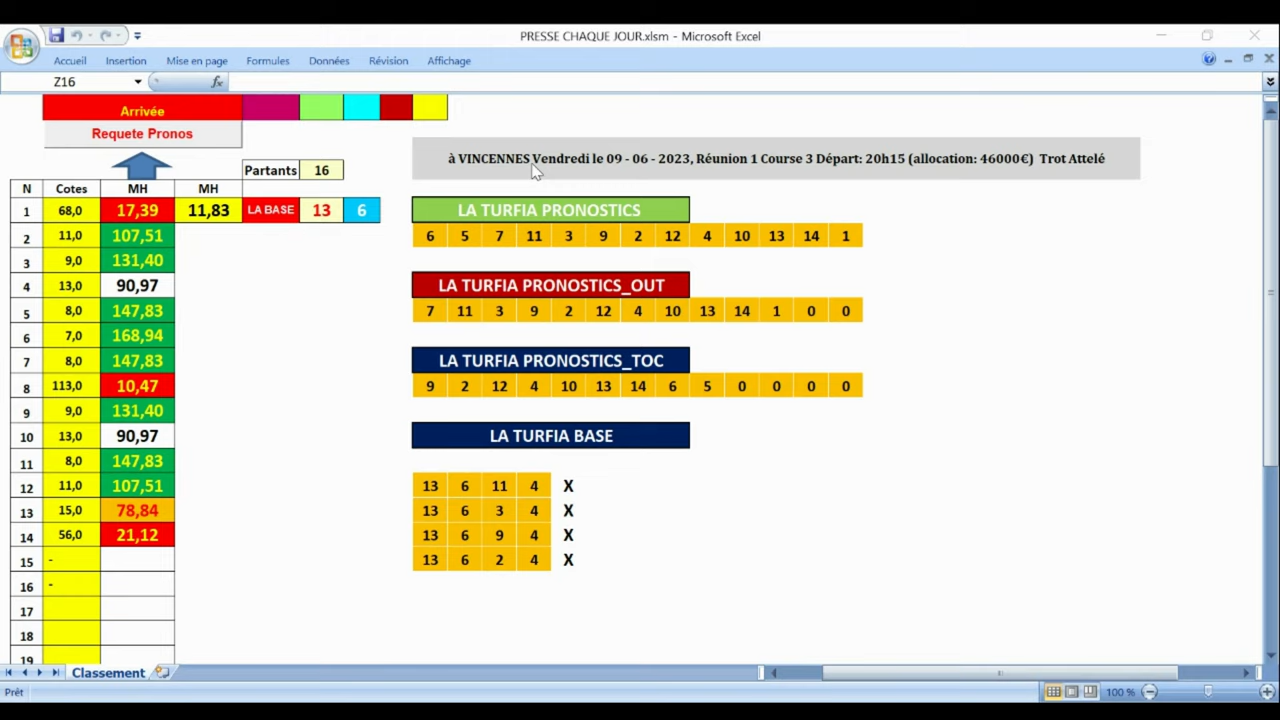 PRESSE CHAQUE JOUR.xlsm - Microsoft Excel
Accueil Insertion Mise en page Formules Données Révision Affichage
Z16 fx
Arrivée
Requete Pronos
à VINCENNES Vendredi le 09 - 06 - 2023, Réunion 1 Course 3 Départ: 20h15 (allocation: 46000€) Trot Attelé
Partants 16
N Cotes MH MH
1 68,0 17,39 11,83 LA BASE 13 6 LA TURFIA PRONOSTICS
2 11,0 107,51 6 5 7 11 3 9 2 12 4 10 13 14 1
3 9,0 131,40
4 13,0 90,97 LA TURFIA PRONOSTICS_OUT
5 8,0 147,83 7 11 3 9 2 12 4 10 13 14 1 0 0
6 7,0 168,94
7 8,0 147,83 LA TURFIA PRONOSTICS_TOC
8 113,0 10,47 9 2 12 4 10 13 14 6 5 0 0 0 0
9 9,0 131,40
10 13,0 90,97 LA TURFIA BASE
11 8,0 147,83
12 11,0 107,51 13 6 11 4 X
13 15,0 78,84 13 6 3 4 X
14 56,0 21,12 13 6 9 4 X
15 - 13 6 2 4 X
16 -
17
18
19
Classement
Prêt 100 %